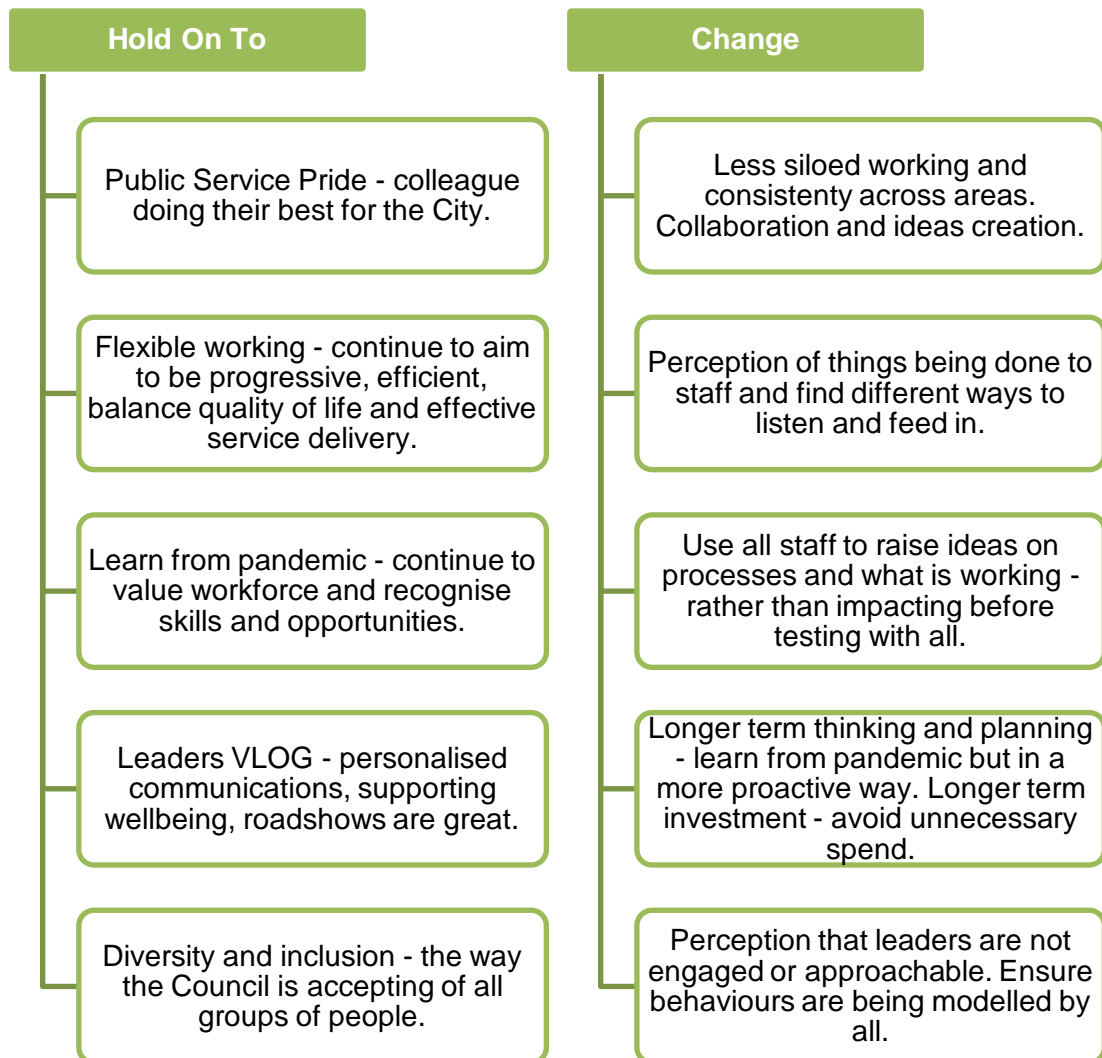 Hold On To
Public Service Pride - colleague
doing their best for the City.
Flexible working - continue to aim
to be progressive, efficient,
balance quality of life and effective
service delivery.
Learn from pandemic - continue to
value workforce and recognise
skills and opportunities.
Leaders VLOG - personalised
communications, supporting
wellbeing, roadshows are great.
Diversity and inclusion - the way
the Council is accepting of all
groups of people.
Change
Less siloed working and
consistenty across areas.
Collaboration and ideas creation.
Perception of things being done to
staff and find different ways to
listen and feed in.
Use all staff to raise ideas on
processes and what is working -
rather than impacting before
testing with all.
Longer term thinking and planning
- learn from pandemic but in a
more proactive way. Longer term
investment - avoid unnecessary
spend.
Perception that leaders are not
engaged or approachable. Ensure
behaviours are being modelled by
all.